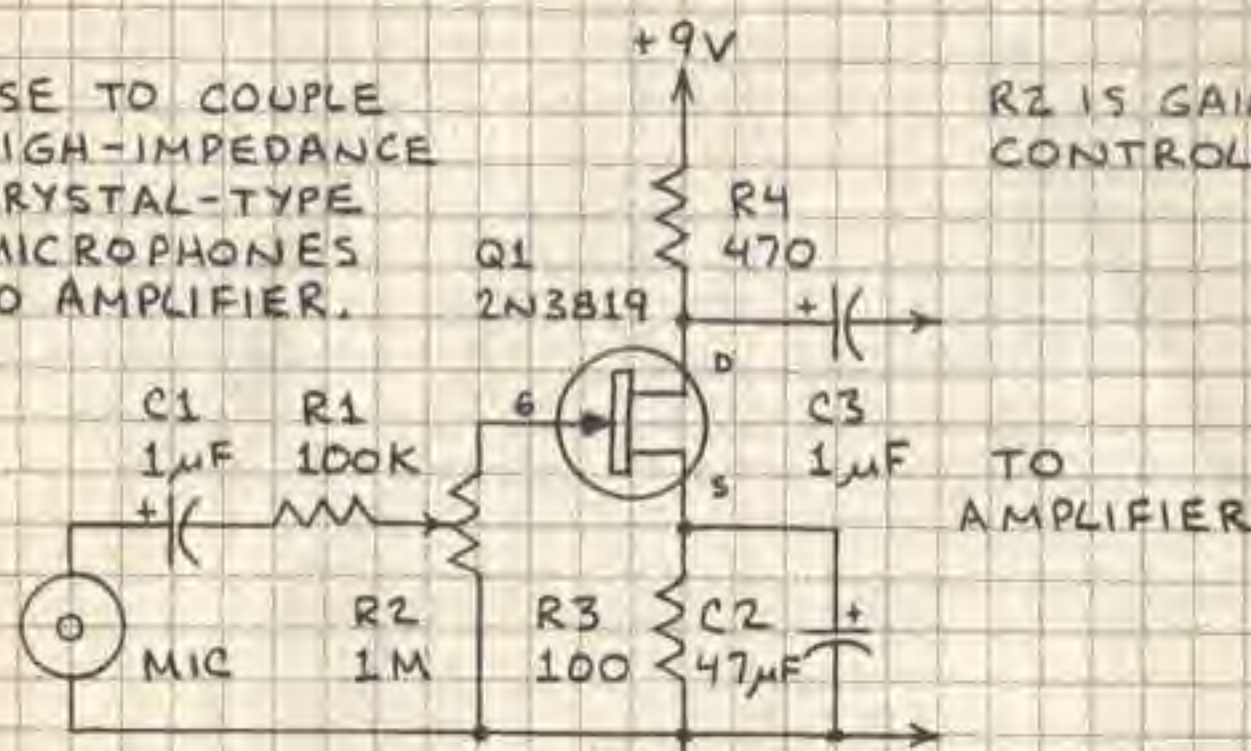 +9V
SE TO COUPLE
IGH-IMPEDANCE
RYSTAL-TYPE
MICROPHONES
O AMPLIFIER.
R2 IS GAI
CONTROL
R4
470
Q1
2N3819
+
D
G
S
C1
1µF
+
R1
100K
C3
1µF
TO
AMPLIFIER
MIC
R2
1M
R3
100
C2
47µF
+